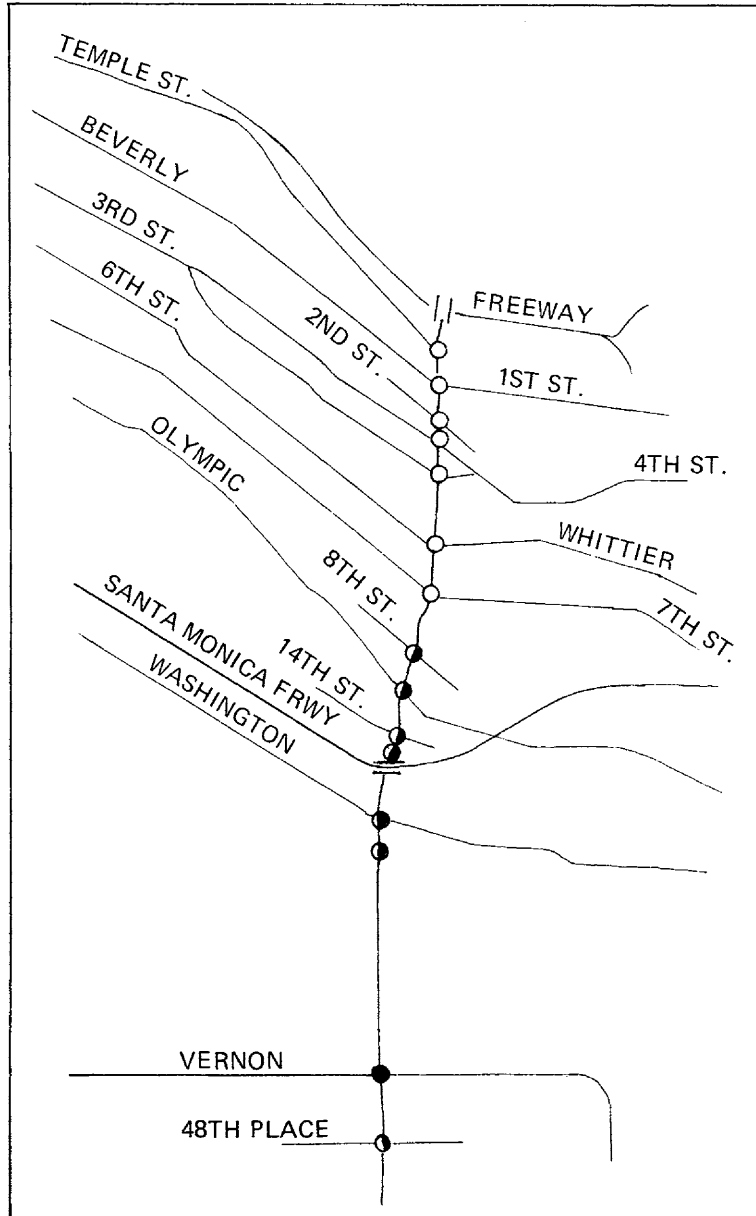 TEMPLE ST.
BEVERLY
3RD ST.
6TH ST.
2ND ST.
FREEWAY
1ST ST.
4TH ST.
OLYMPIC
WHITTIER
8TH ST.
7TH ST.
SANTA MONICA FRWY
14TH ST.
WASHINGTON
VERNON
48TH PLACE